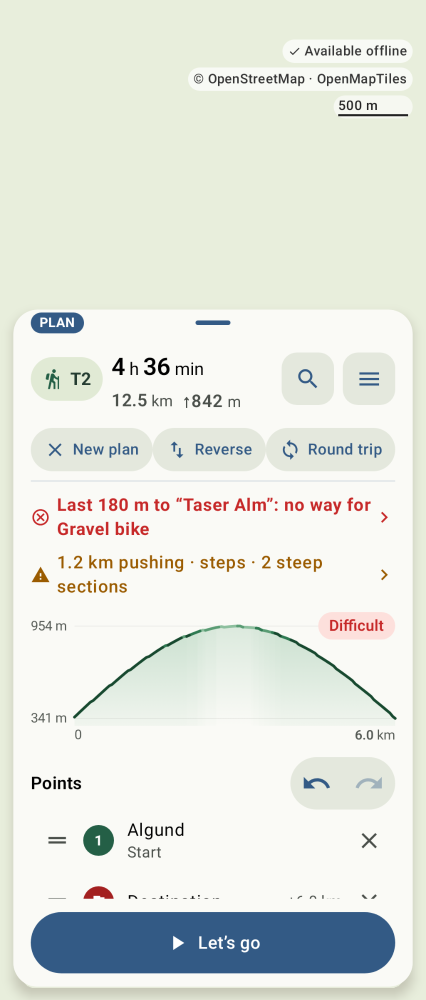 Available offline
© OpenStreetMap · OpenMapTiles
500 m
PLAN
T2
4 h 36 min
12.5 km ↑842 m
New plan
Reverse
Round trip
Last 180 m to “Taser Alm”: no way for
Gravel bike
1.2 km pushing · steps · 2 steep
sections
954 m
Difficult
341 m
0
6.0 km
Points
1
Algund
Start
Destination
Let’s go